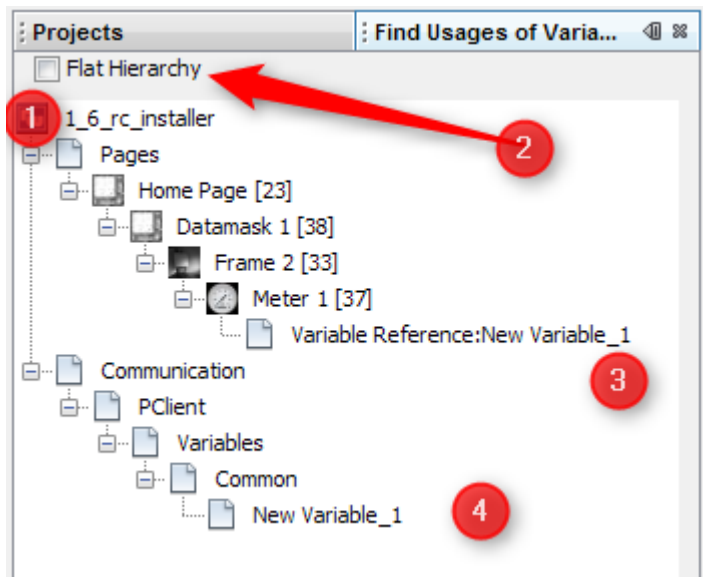 Projects Find Usages of Varia...
Flat Hierarchy
1 1_6_rc_installer
2
Pages
Home Page [23]
Datamask 1 [38]
Frame 2 [33]
Meter 1 [37]
Variable Reference:New Variable_1
Communication
3
PClient
Variables
Common
New Variable_1 4